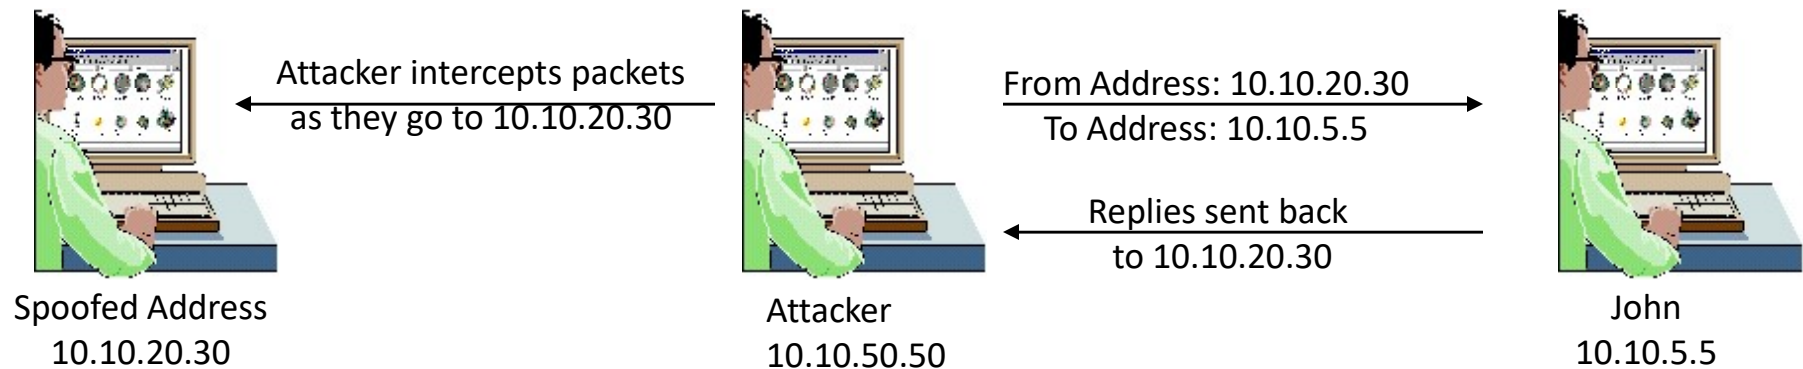 Attacker intercepts packets
as they go to 10.10.20.30
From Address: 10.10.20.30
To Address: 10.10.5.5
Replies sent back
to 10.10.20.30
Spoofed Address
10.10.20.30
Attacker
10.10.50.50
John
10.10.5.5